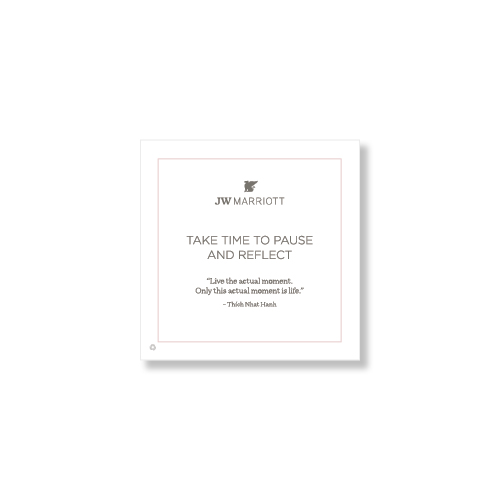 JW MARRIOTT
TAKE TIME TO PAUSE
AND REFLECT
“Live the actual moment.
Only this actual moment is life.”
– Thich Nhat Hanh